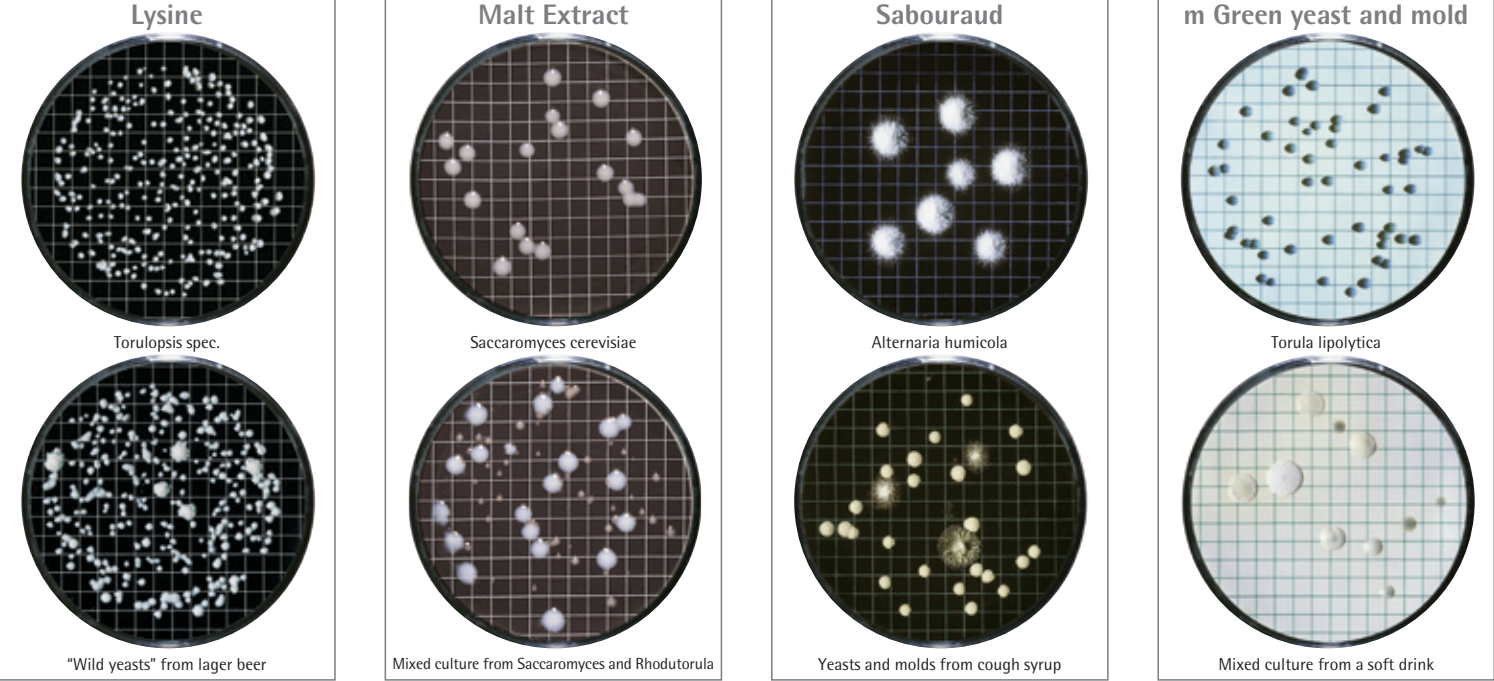 Lysine
Malt Extract
Sabouraud
m Green yeast and mold
Torulopsis spec.
Saccaromyces cerevisiae
Alternaria humicola
Torula lipolytica
"Wild yeasts" from lager beer
Mixed culture from Saccaromyces and Rhodutorula
Yeasts and molds from cough syrup
Mixed culture from a soft drink